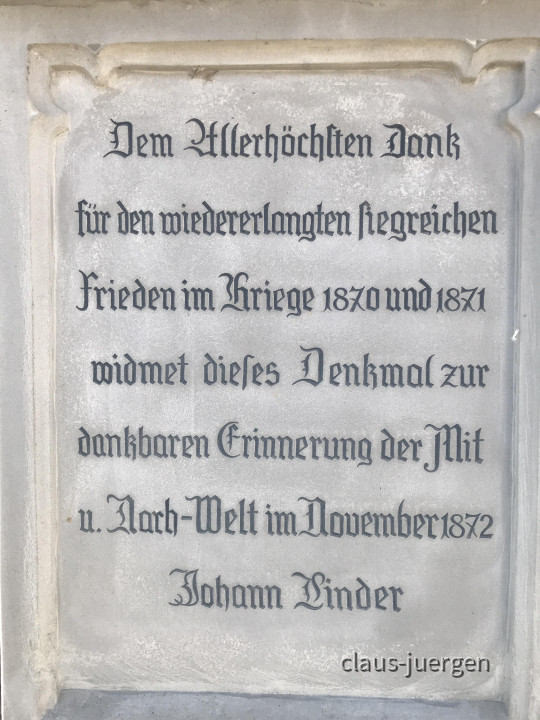 Dem Allerhöchſten Dank
für den wiedererlangten ſiegreichen
Frieden im Kriege 1870 und 1871
widmet dieſes Denkmal zur
dankbaren Erinnerung der Mit
u. Nach-Welt im November 1872
Johann Linder
claus-juergen